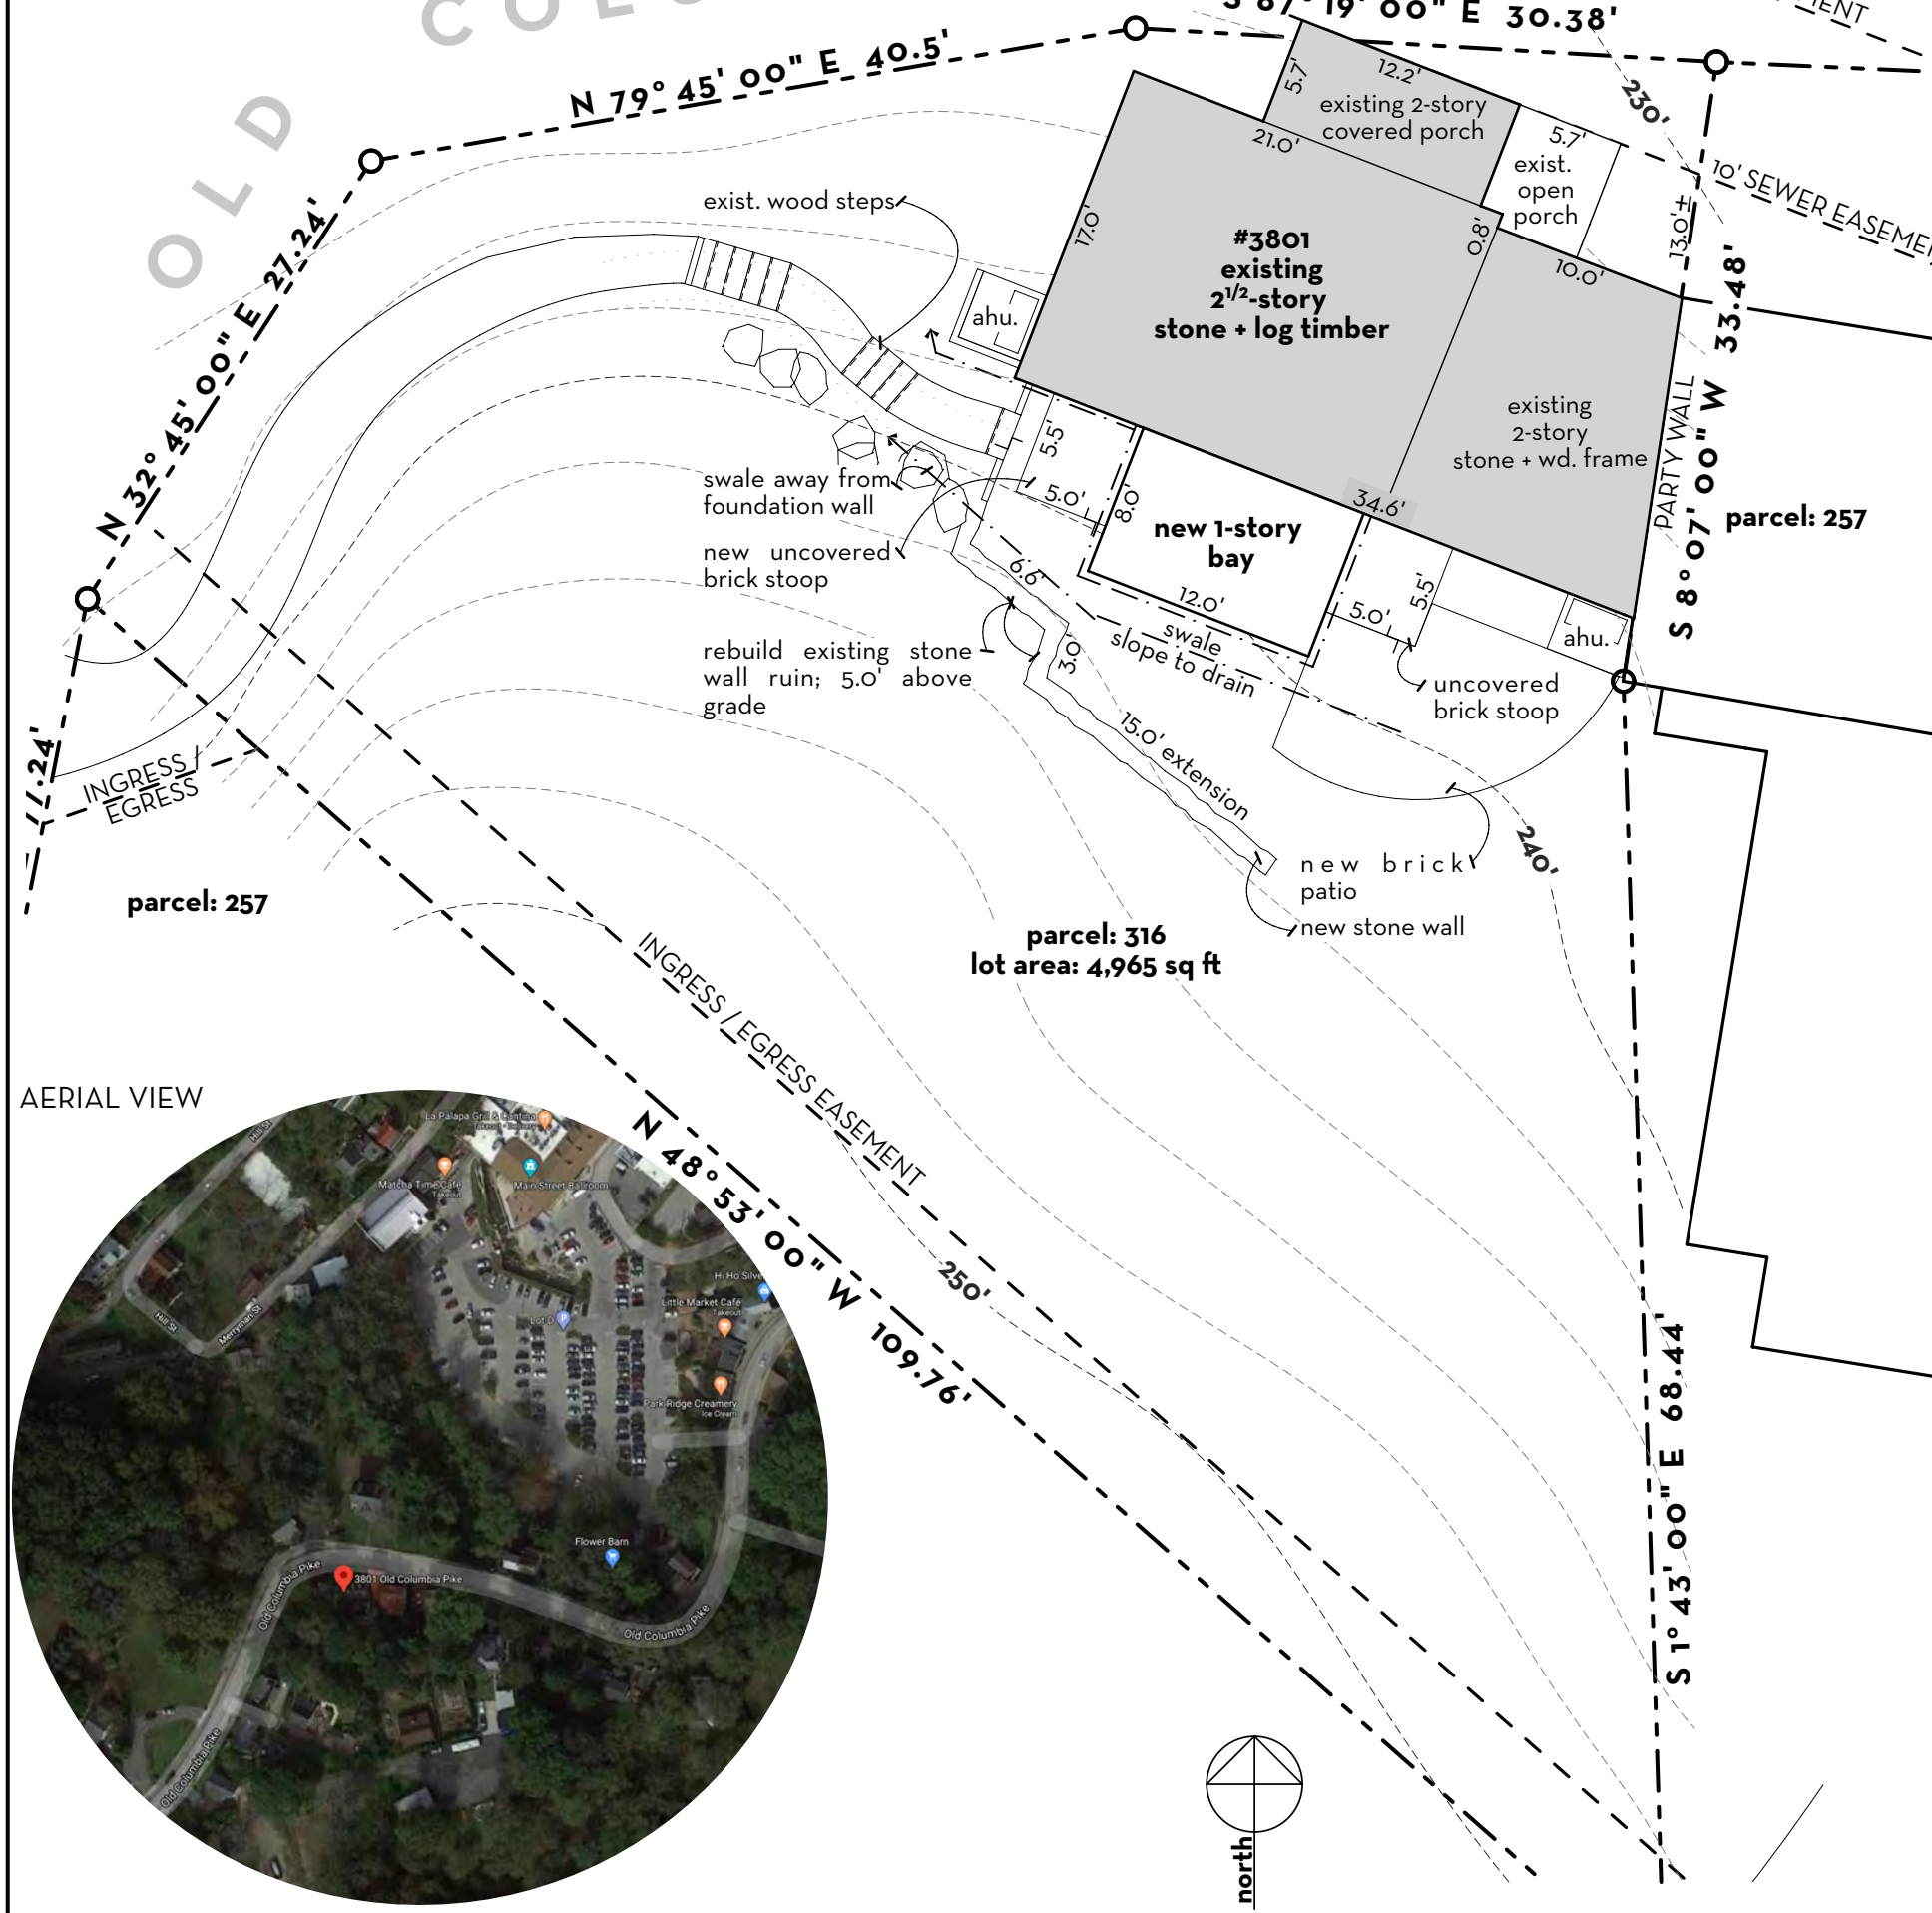 OLD
N 79° 45' 00" E 40.5'
S 87° 19' 00" E 30.38'
N 32° 45' 00" E 27.24'
12.2'
5.7'
existing 2-story
covered porch
230'
5.7'
exist.
open
porch
10' SEWER
13.0'±
21.0'
17.0'
0.8'
10.0'
exist. wood steps
ahu.
#3801
existing
2 1/2-story
stone + log timber
existing
2-story
stone + wd. frame
PARTY WALL
S 8° 07' 00" W 33.48'
parcel: 257
34.6'
5.5'
5.0'
8.0'
new 1-story
bay
12.0'
swale away from
foundation wall
new uncovered
brick stoop
6.6'
swale
slope to drain
5.0'
5.5'
ahu.
uncovered
brick stoop
rebuild existing stone
wall ruin; 5.0' above
grade
3.0'
15.0' extension
240'
new brick
patio
new stone wall
INGRESS /
EGRESS
parcel: 257
parcel: 316
lot area: 4,965 sq ft
INGRESS / EGRESS EASEMENT
N 48° 53' 00" W 109.76'
250'
S 1° 43' 00" E 68.44'
AERIAL VIEW
La Palapa Grill & Cantina
Hill St
Matcha Time Café
Takeout
Main Street Ballroom
Hill St
Merryman St
Lot D
Little Market Café
Takeout
Park Ridge Creamery
Ice Cream
Flower Barn
Old Columbia Pike
3801 Old Columbia Pike
Old Columbia Pike
Old Columbia Pike
north